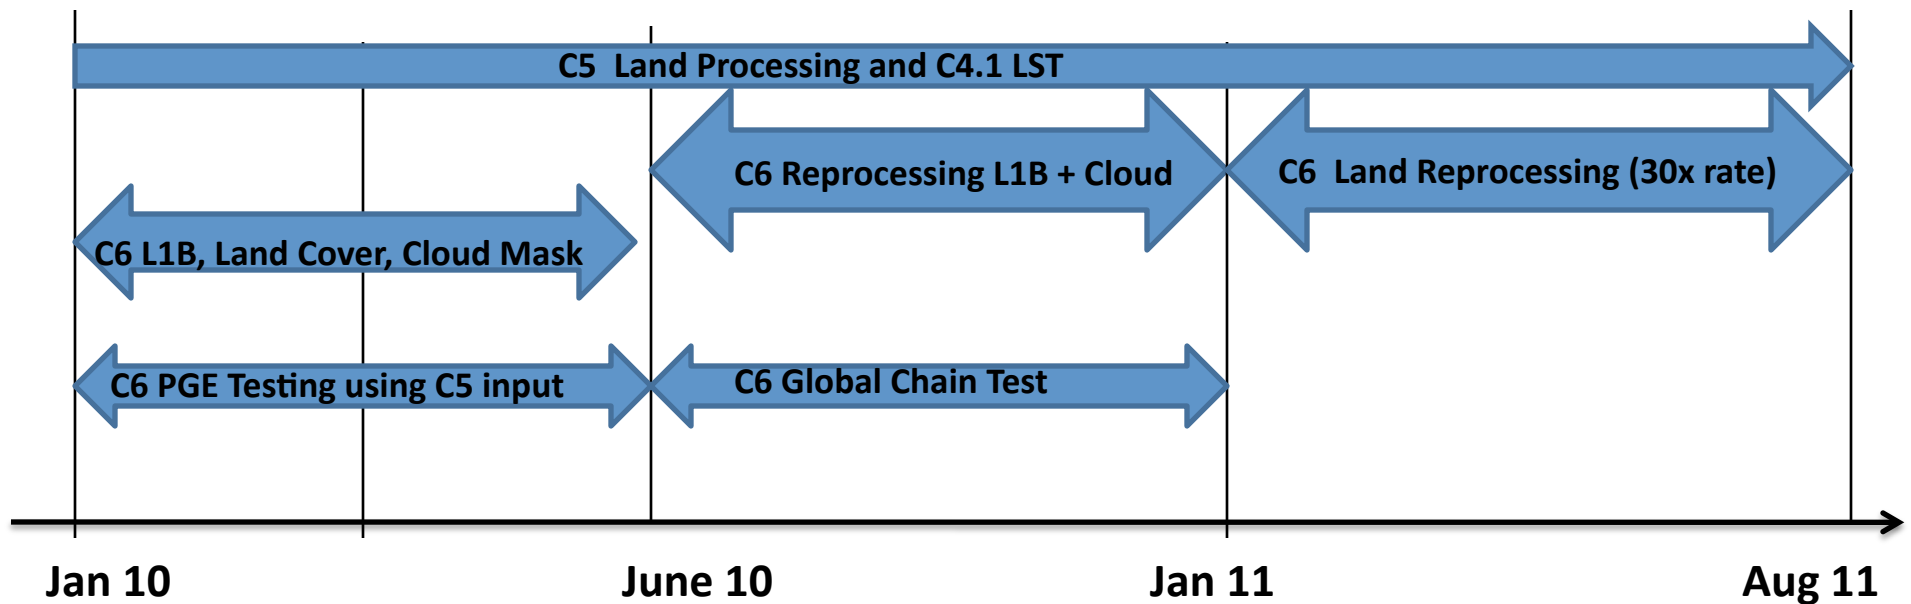 C5  Land Processing and C4.1 LST
C6 Reprocessing L1B + Cloud
C6  Land Reprocessing (30x rate)
C6 L1B, Land Cover, Cloud Mask
C6 PGE Testing using C5 input
C6 Global Chain Test
Jan 10
June 10
Jan 11
Aug 11